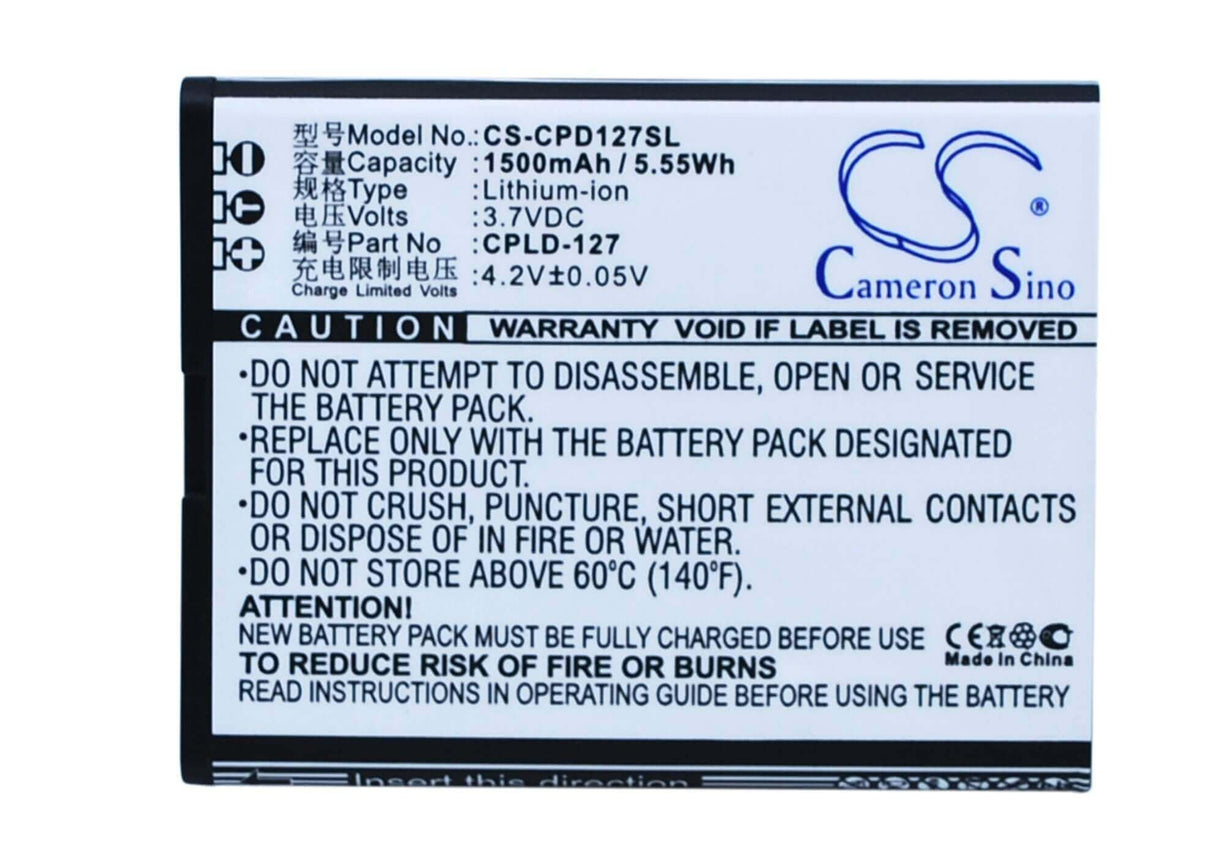 型号Model No.: CS-CPD127SL
容量Capacity : 1500mAh / 5.55Wh
规格Type : Lithium-ion
电压Volts : 3.7VDC
编号Part No : CPLD-127
充电限制电压 : 4.2V±0.05V
Charge Limited Volts
CS ®
Cameron Sino
CAUTION WARRANTY VOID IF LABEL IS REMOVED
·DO NOT ATTEMPT TO DISASSEMBLE, OPEN OR SERVICE
THE BATTERY PACK.
·REPLACE ONLY WITH THE BATTERY PACK DESIGNATED
FOR THIS PRODUCT.
·DO NOT CRUSH, PUNCTURE, SHORT EXTERNAL CONTACTS
OR DISPOSE OF IN FIRE OR WATER.
·DO NOT STORE ABOVE 60°C (140°F).
ATTENTION!
NEW BATTERY PACK MUST BE FULLY CHARGED BEFORE USE
CE
Made in China
TO REDUCE RISK OF FIRE OR BURNS
READ INSTRUCTIONS IN OPERATING GUIDE BEFORE USING THE BATTERY
Insert this direction